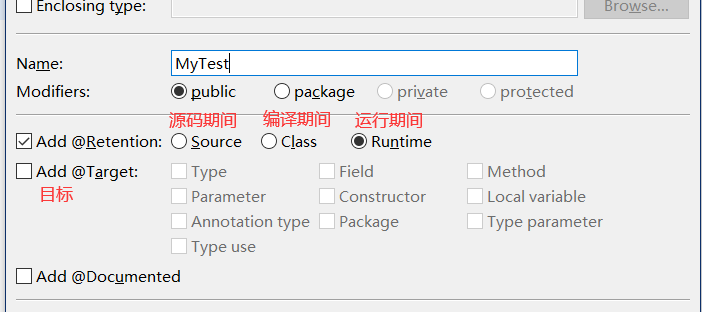 Enclosing type:
Browse...
Name: MyTest
Modifiers: public package private protected
源码期间 编译期间 运行期间
Add @Retention: Source Class Runtime
Add @Target: Type Field Method
目标 Parameter Constructor Local variable
Annotation type Package Type parameter
Type use
Add @Documented